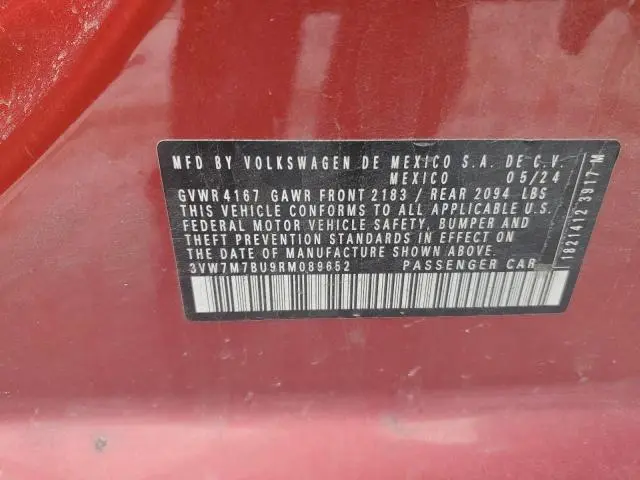 MFD BY VOLKSWAGEN DE MEXICO S.A. DE C.V.
MEXICO 05/24
GVWR 4167 GAWR FRONT 2183 / REAR 2094 LBS
THIS VEHICLE CONFORMS TO ALL APPLICABLE U.S.
FEDERAL MOTOR VEHICLE SAFETY, BUMPER AND
THEFT PREVENTION STANDARDS IN EFFECT ON
THE DATE OF MANUFACTURE SHOWN ABOVE.
3VW7M7BU9RM089652 PASSENGER CAR
1821412 3917 M